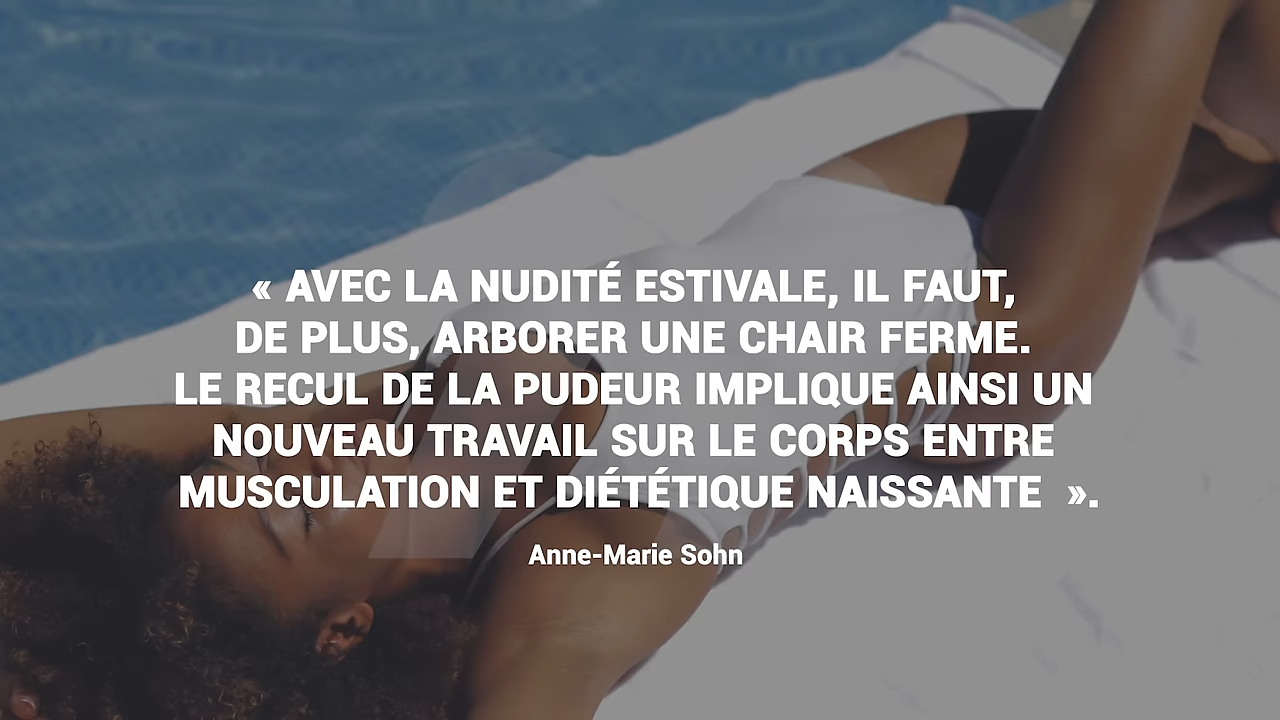 « AVEC LA NUDITÉ ESTIVALE, IL FAUT,
DE PLUS, ARBORER UNE CHAIR FERME.
LE RECUL DE LA PUDEUR IMPLIQUE AINSI UN
NOUVEAU TRAVAIL SUR LE CORPS ENTRE
MUSCULATION ET DIÉTÉTIQUE NAISSANTE  ».
Anne-Marie Sohn